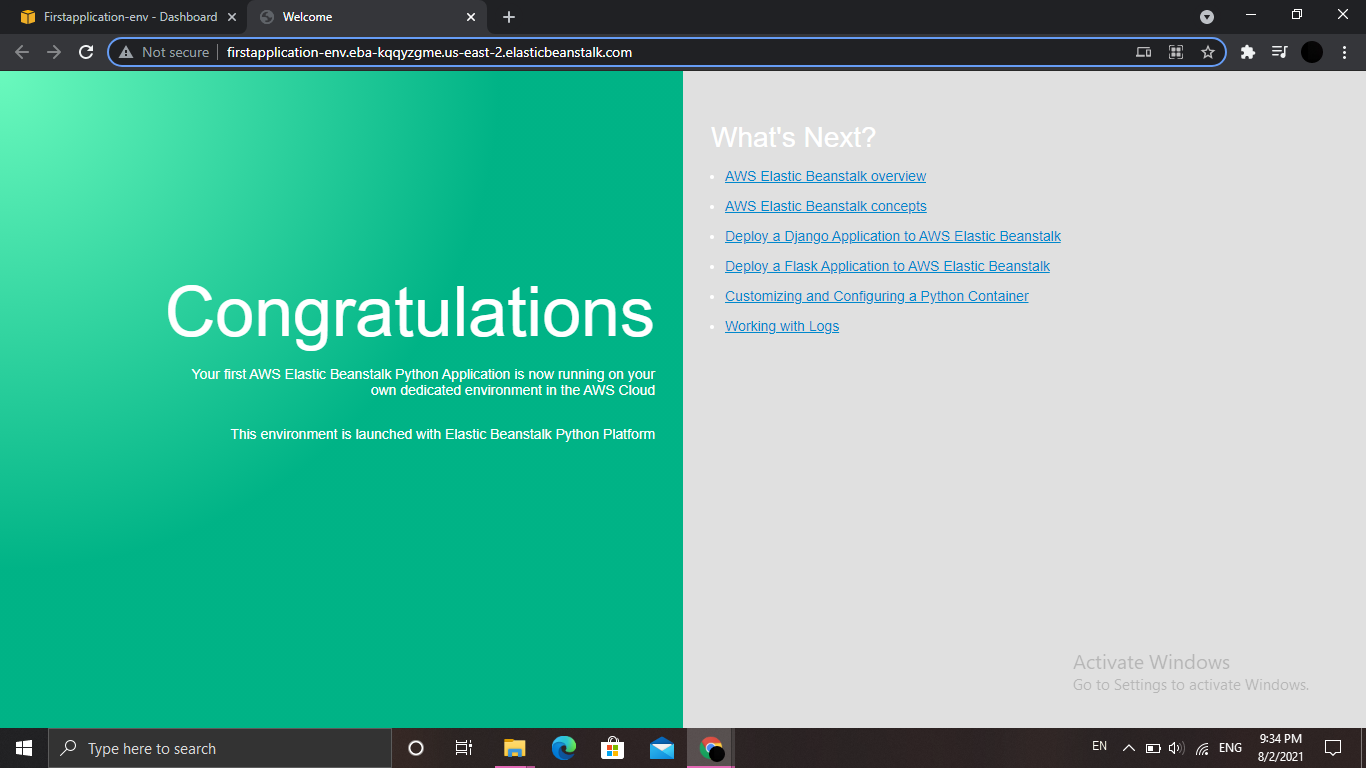 Firstapplication-env - Dashboard
Welcome
Not secure
firstapplication-env.eba-kqqyzgme.us-east-2.elasticbeanstalk.com
Congratulations
Your first AWS Elastic Beanstalk Python Application is now running on your
own dedicated environment in the AWS Cloud
This environment is launched with Elastic Beanstalk Python Platform
What's Next?
AWS Elastic Beanstalk overview
AWS Elastic Beanstalk concepts
Deploy a Django Application to AWS Elastic Beanstalk
Deploy a Flask Application to AWS Elastic Beanstalk
Customizing and Configuring a Python Container
Working with Logs
Activate Windows
Go to Settings to activate Windows.
Type here to search
EN
ENG
9:34 PM
8/2/2021